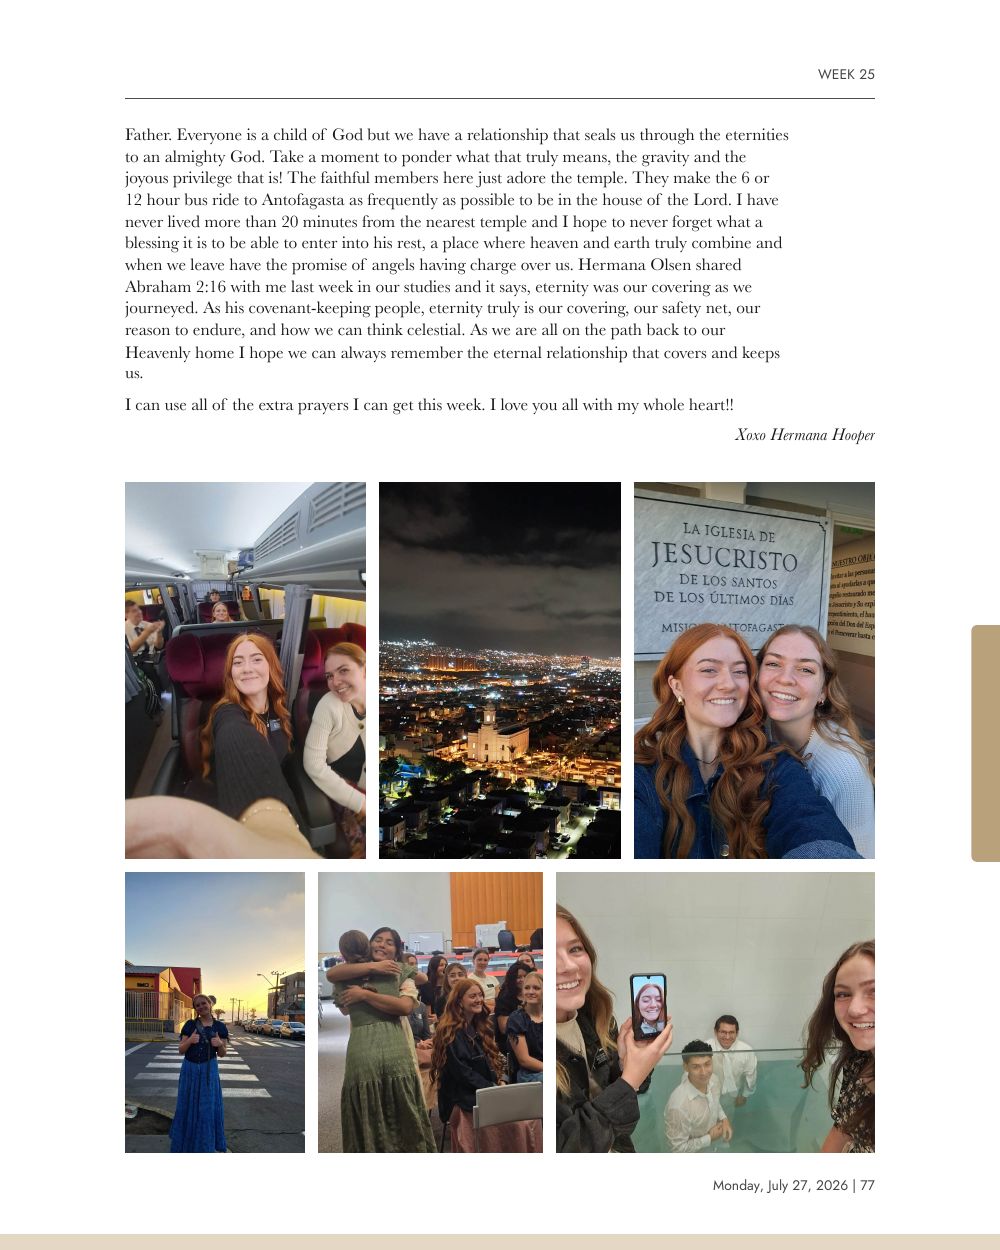 WEEK 25
Father. Everyone is a child of God but we have a relationship that seals us through the eternities
to an almighty God. Take a moment to ponder what that truly means, the gravity and the
joyous privilege that is! The faithful members here just adore the temple. They make the 6 or
12 hour bus ride to Antofagasta as frequently as possible to be in the house of the Lord. I have
never lived more than 20 minutes from the nearest temple and I hope to never forget what a
blessing it is to be able to enter into his rest, a place where heaven and earth truly combine and
when we leave have the promise of angels having charge over us. Hermana Olsen shared
Abraham 2:16 with me last week in our studies and it says, eternity was our covering as we
journeyed. As his covenant-keeping people, eternity truly is our covering, our safety net, our
reason to endure, and how we can think celestial. As we are all on the path back to our
Heavenly home I hope we can always remember the eternal relationship that covers and keeps
us.
I can use all of the extra prayers I can get this week. I love you all with my whole heart!!
Xoxo Hermana Hooper
LA IGLESIA DE
JESUCRISTO
DE LOS SANTOS
DE LOS ÚLTIMOS DÍAS
NUESTRO
Monday, July 27, 2026 | 77